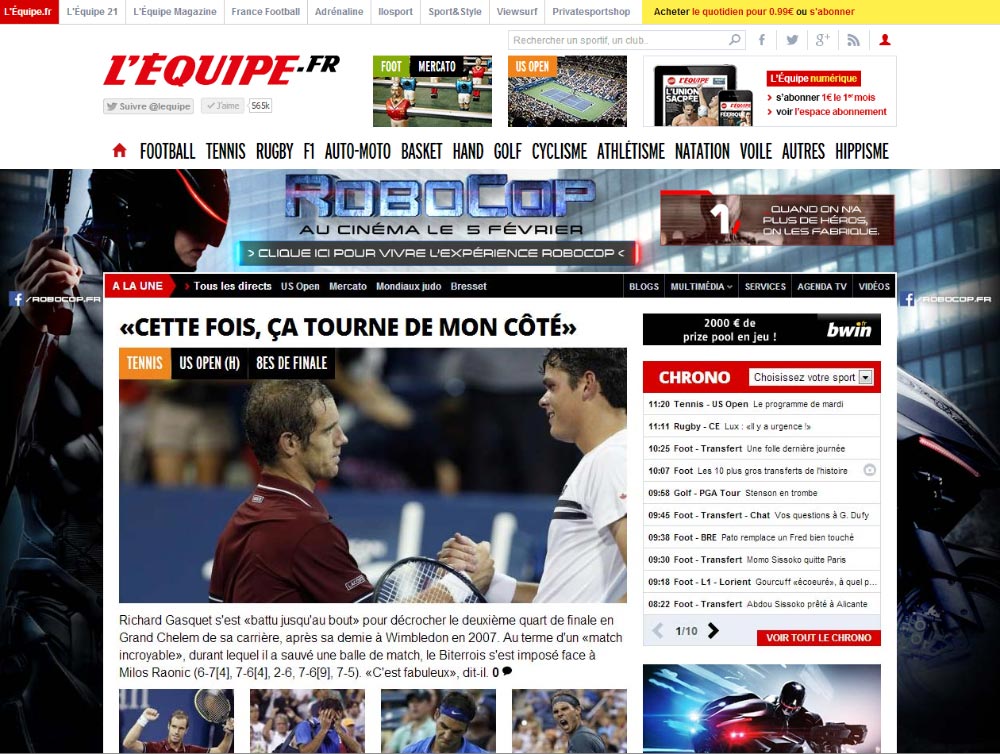 L'Équipe.fr L'Équipe 21 L'Équipe Magazine France Football Adrénaline Ilosport Sport&Style Viewsurf Privatesportshop Acheter le quotidien pour 0.99€ ou s'abonner
Rechercher un sportif, un club..
L'ÉQUIPE.FR
Suivre @lequipe J'aime 565k
FOOT MERCATO
US OPEN
L'ÉQUIPE
L'UNION SACRÉE
L'Équipe numérique
s'abonner 1€ le 1er mois
voir l'espace abonnement
FOOTBALL TENNIS RUGBY F1 AUTO-MOTO BASKET HAND GOLF CYCLISME ATHLÉTISME NATATION VOILE AUTRES HIPPISME
ROBOCOP
AU CINÉMA LE 5 FÉVRIER
> CLIQUE ICI POUR VIVRE L'EXPÉRIENCE ROBOCOP <
1
QUAND ON N'A
PLUS DE HÉROS,
ON LES FABRIQUE.
f /ROBOCOP.FR
f /ROBOCOP.FR
A LA UNE Tous les directs US Open Mercato Mondiaux judo Bresset BLOGS MULTIMÉDIA SERVICES AGENDA TV VIDÉOS
«CETTE FOIS, ÇA TOURNE DE MON CÔTÉ»
TENNIS US OPEN (H) 8ES DE FINALE
LACOSTE
Richard Gasquet s'est «battu jusqu'au bout» pour décrocher le deuxième quart de finale en
Grand Chelem de sa carrière, après sa demie à Wimbledon en 2007. Au terme d'un «match
incroyable», durant lequel il a sauvé une balle de match, le Biterrois s'est imposé face à
Milos Raonic (6-7[4], 7-6[4], 2-6, 7-6[9], 7-5). «C'est fabuleux», dit-il. 0
2000 € de
prize pool en jeu !
bwin.fr
CHRONO Choisissez votre sport
11:20 Tennis - US Open Le programme de mardi
11:11 Rugby - CE Lux : «Il y a urgence !»
10:25 Foot - Transfert Une folle dernière journée
10:07 Foot Les 10 plus gros transferts de l'histoire
09:58 Golf - PGA Tour Stenson en trombe
09:45 Foot - Transfert - Chat Vos questions à G. Dufy
09:38 Foot - BRE Pato remplace un Fred bien touché
09:30 Foot - Transfert Momo Sissoko quitte Paris
09:18 Foot - L1 - Lorient Gourcuff «écoeuré», à quel p...
08:22 Foot - Transfert Abdou Sissoko prêté à Alicante
1/10
VOIR TOUT LE CHRONO